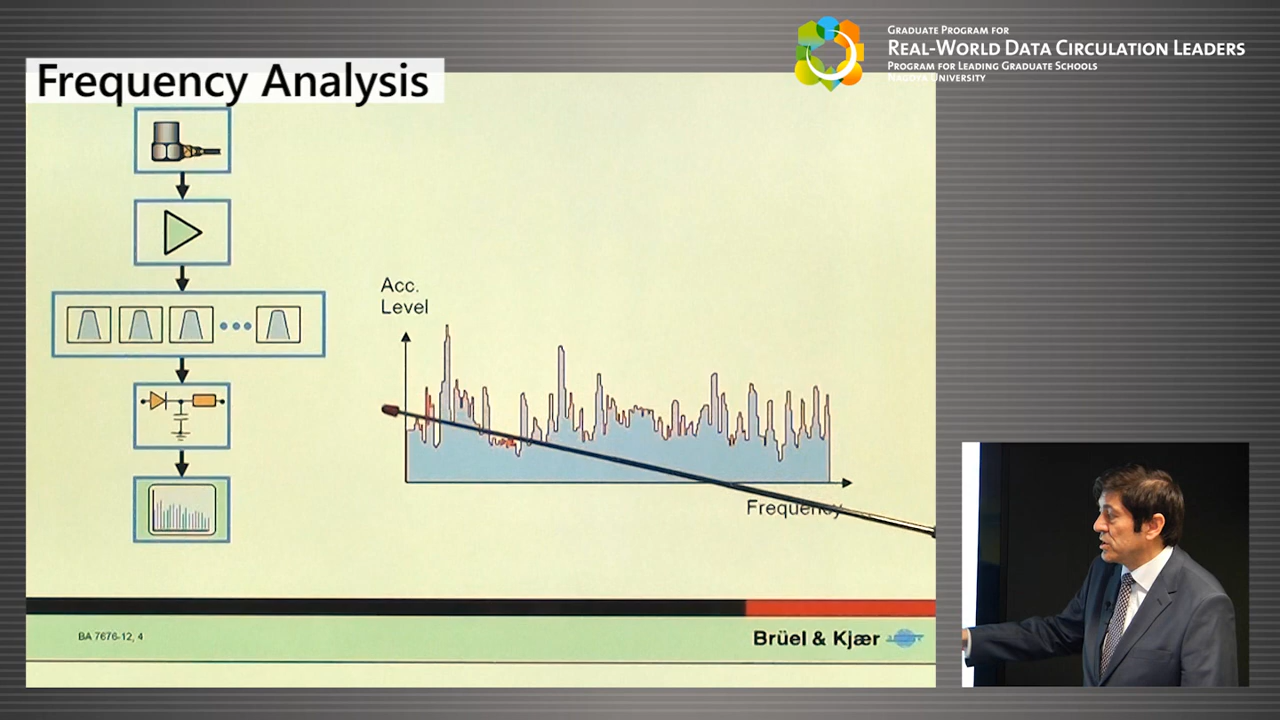 GRADUATE PROGRAM FOR
REAL-WORLD DATA CIRCULATION LEADERS
PROGRAM FOR LEADING GRADUATE SCHOOLS
NAGOYA UNIVERSITY
Frequency Analysis
Acc.
Level
Frequency
BA 7676-12, 4
Brüel & Kjær